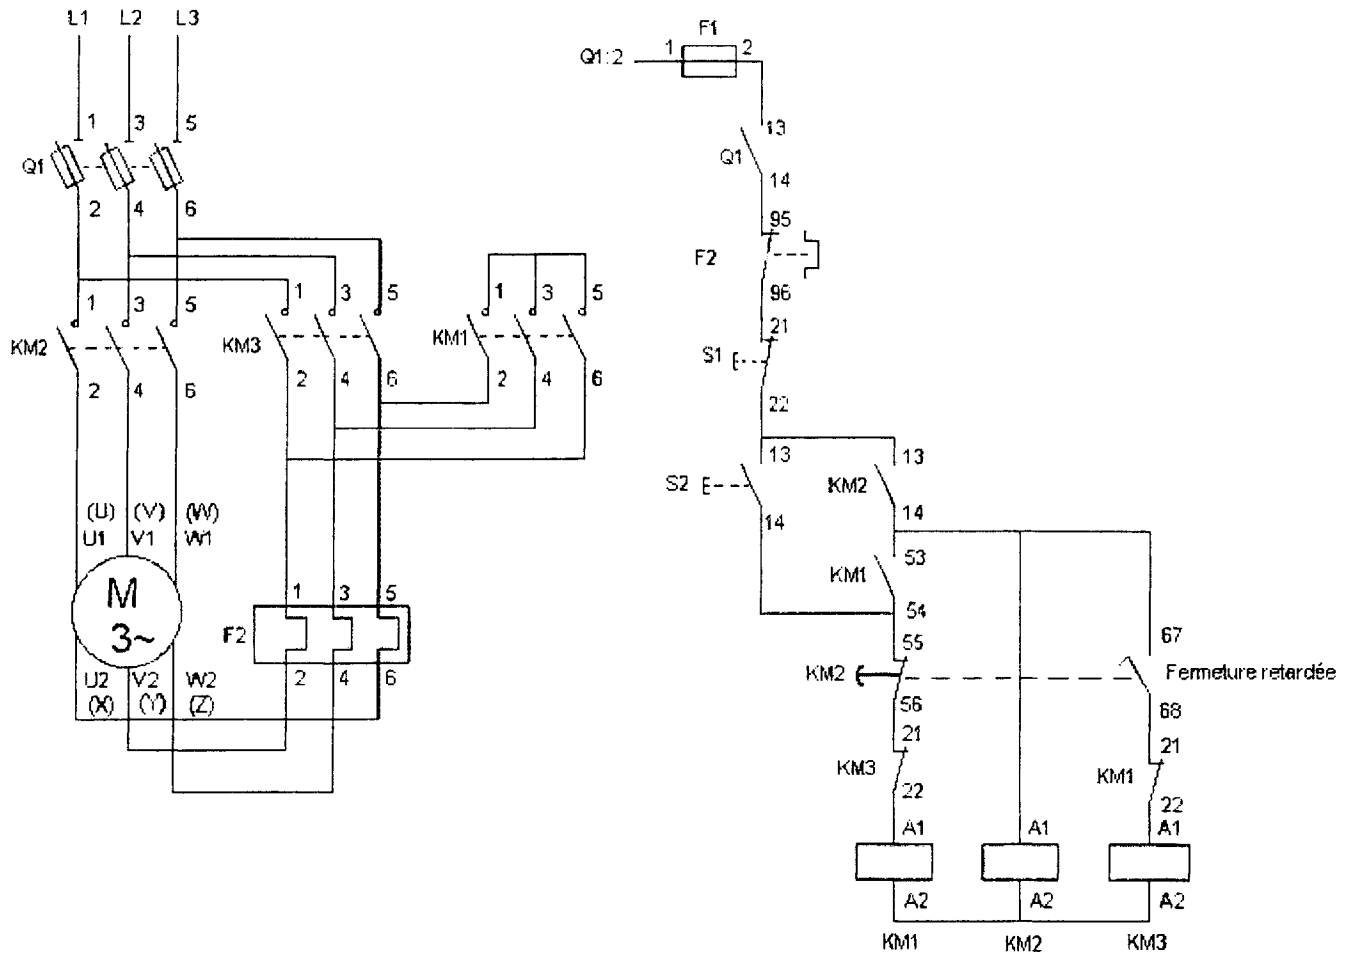 L1 L2 L3
1 3 5
Q1
2 4 6
1 3 5
KM2
2 4 6
1 3 5
KM3
2 4 6
1 3 5
KM1
2 4 6
(U) (V) (W)
U1 V1 W1
M
3~
U2 V2 W2
(X) (Y) (Z)
1 3 5
F2
2 4 6
F1
Q1:2 1 2
13
Q1
14
95
F2
96
21
S1
22
13
S2
14
13
KM2
14
53
KM1
54
55
KM2
56
67
Fermeture retardée
68
21
KM3
22
21
KM1
22
A1 A1 A1
A2 A2 A2
KM1 KM2 KM3